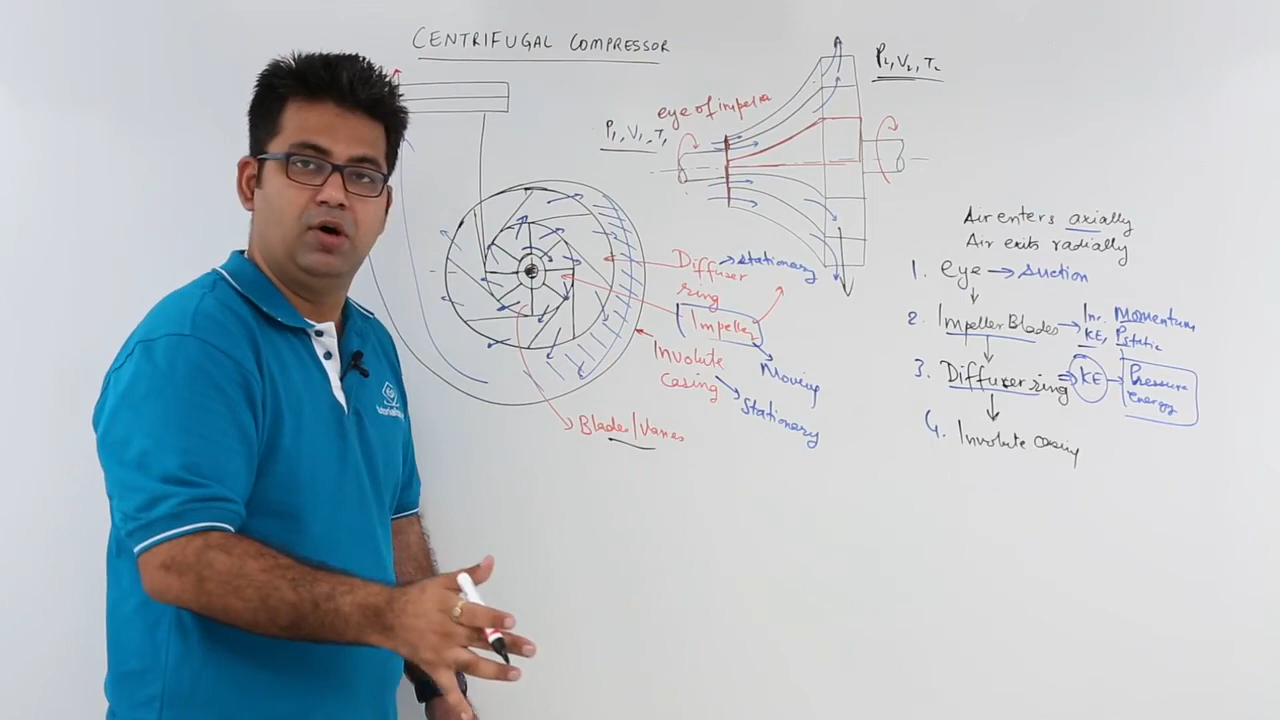 CENTRIFUGAL COMPRESSOR
P₁, V₁, T₁
eye of impeller
P₂, V₂, T₂
Diffuser → stationary
ring
Impeller
Moving
Involute
casing
Stationary
Blades/Vanes
Air enters axially
Air exits radially
1. eye → Suction
2. Impeller Blades → Inc. Momentum
KE, Pstatic
3. Diffuser ring ⇒ KE → Pressure
energy
4. Involute casing